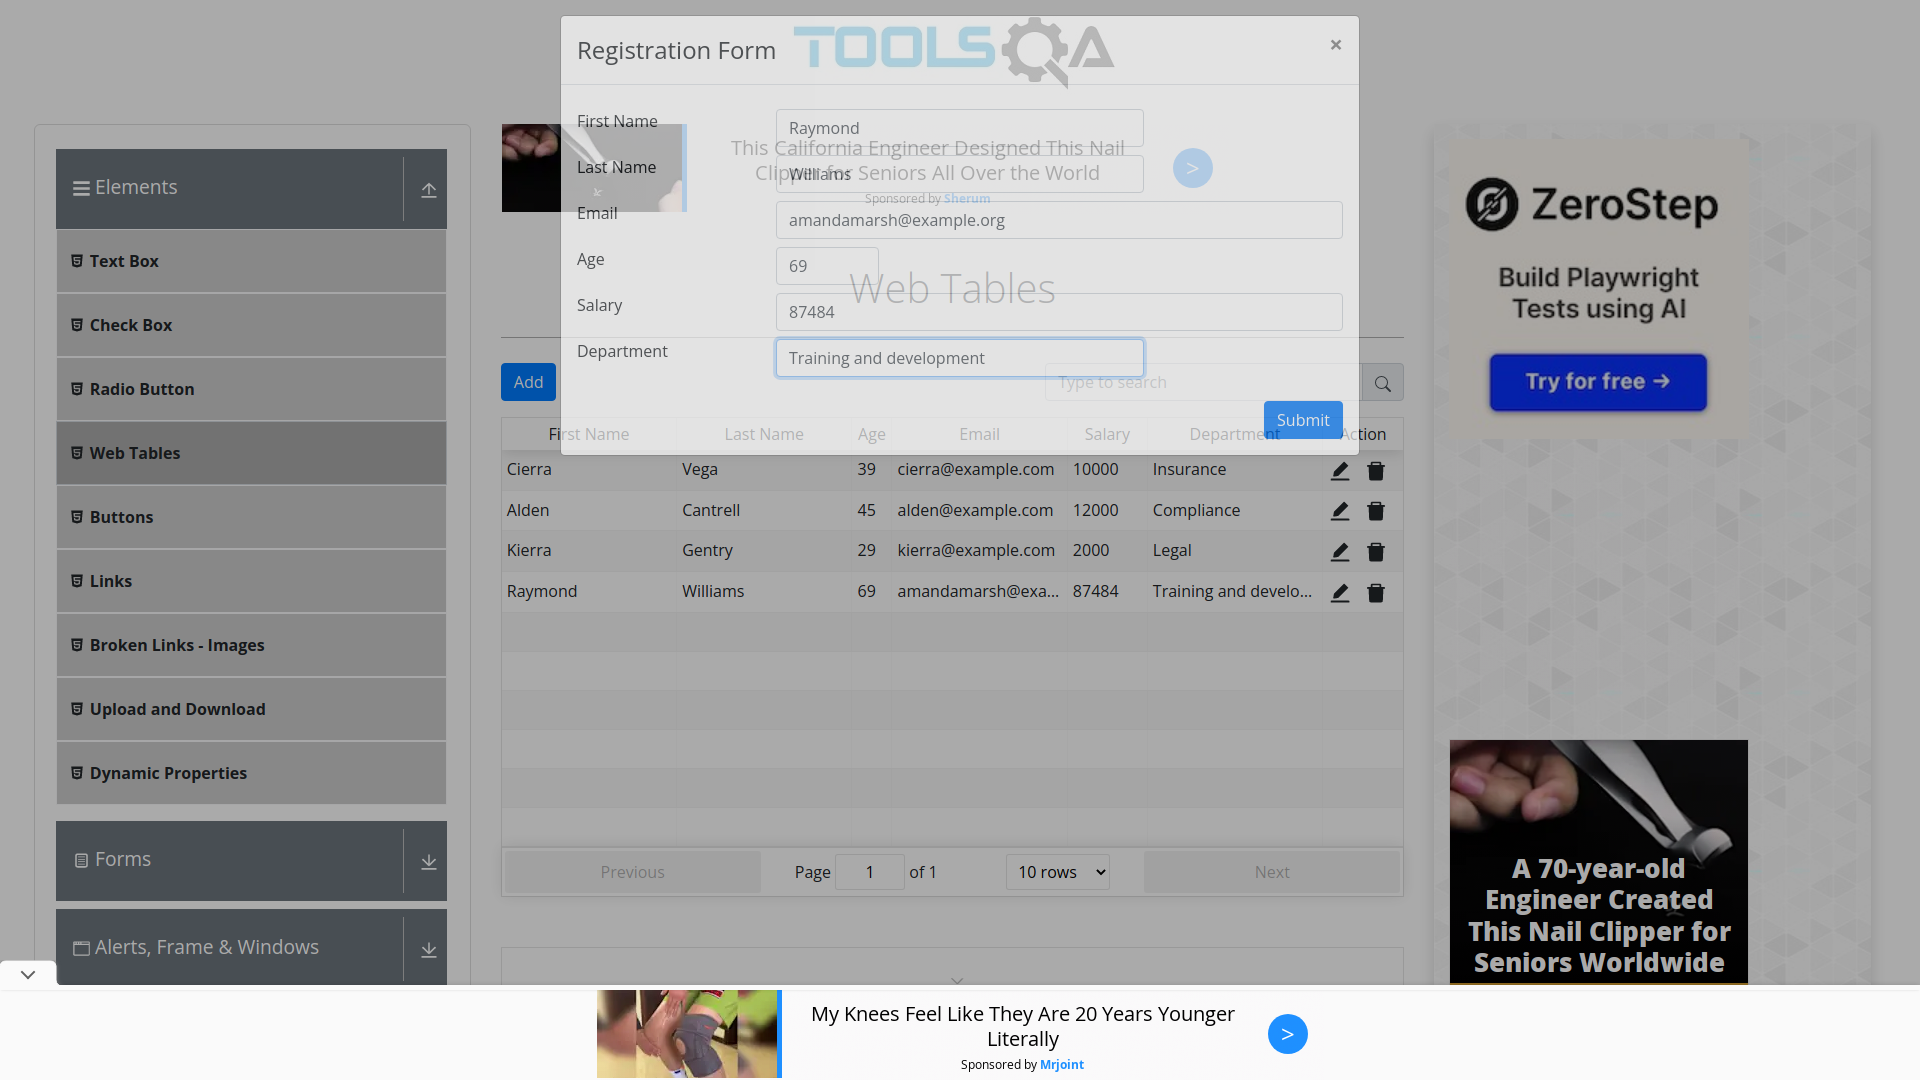 Registration Form
TOOLSQA
×
First Name
Raymond
This California Engineer Designed This Nail
Clipper for Seniors All Over the World
Sponsored by Sherum
>
Last Name
Williams
Email
amandamarsh@example.org
Age
69
Web Tables
Salary
87484
Department
Training and development
Submit
Elements
Text Box
Check Box
Radio Button
Web Tables
Buttons
Links
Broken Links - Images
Upload and Download
Dynamic Properties
Forms
Alerts, Frame & Windows
Add
Type to search
First Name Last Name Age Email Salary Department Action
Cierra Vega 39 cierra@example.com 10000 Insurance
Alden Cantrell 45 alden@example.com 12000 Compliance
Kierra Gentry 29 kierra@example.com 2000 Legal
Raymond Williams 69 amandamarsh@exa... 87484 Training and develo...
Previous Page 1 of 1 10 rows Next
ZeroStep
Build Playwright
Tests using AI
Try for free →
A 70-year-old
Engineer Created
This Nail Clipper for
Seniors Worldwide
My Knees Feel Like They Are 20 Years Younger
Literally
Sponsored by Mrjoint
>